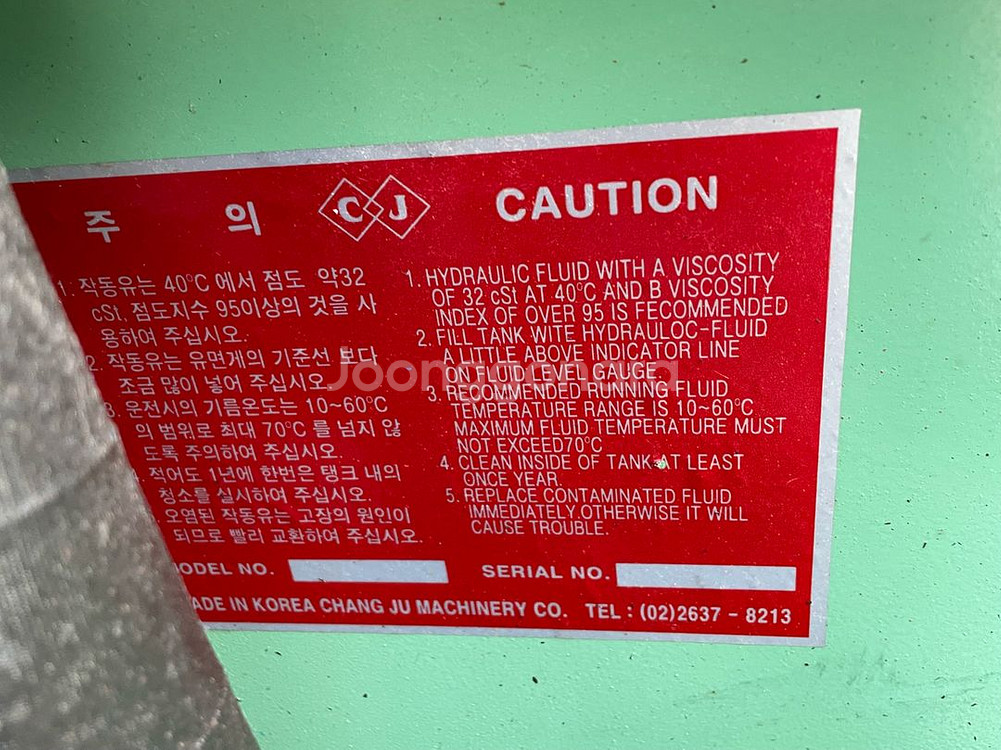 주 의
C J
CAUTION
1. 작동유는 40°C 에서 점도 약32
cSt. 점도지수 95이상의 것을 사
용하여 주십시오.
2. 작동유는 유면게의 기준선 보다
조금 많이 넣어 주십시오.
3. 운전시의 기름온도는 10~60°C
의 범위로 최대 70°C 를 넘지 않
도록 주의하여 주십시오.
적어도 1년에 한번은 탱크 내의
청소를 실시하여 주십시오.
오염된 작동유는 고장의 원인이
되므로 빨리 교환하여 주십시오.
1. HYDRAULIC FLUID WITH A VISCOSITY
OF 32 cSt AT 40°C AND B VISCOSITY
INDEX OF OVER 95 IS FECOMMENDED
2. FILL TANK WITE HYDRAULOC-FLUID
A LITTLE ABOVE INDICATOR LINE
ON FLUID LEVEL GAUGE.
3. RECOMMENDED RUNNING FLUID
TEMPERATURE RANGE IS 10~60°C
MAXIMUM FLUID TEMPERATURE MUST
NOT EXCEED70°C
4. CLEAN INSIDE OF TANK AT LEAST
ONCE YEAR.
5. REPLACE CONTAMINATED FLUID
IMMEDIATELY.OTHERWISE IT WILL
CAUSE TROUBLE.
ODEL NO.
SERIAL NO.
ADE IN KOREA CHANG JU MACHINERY CO. TEL : (02)2637 - 8213